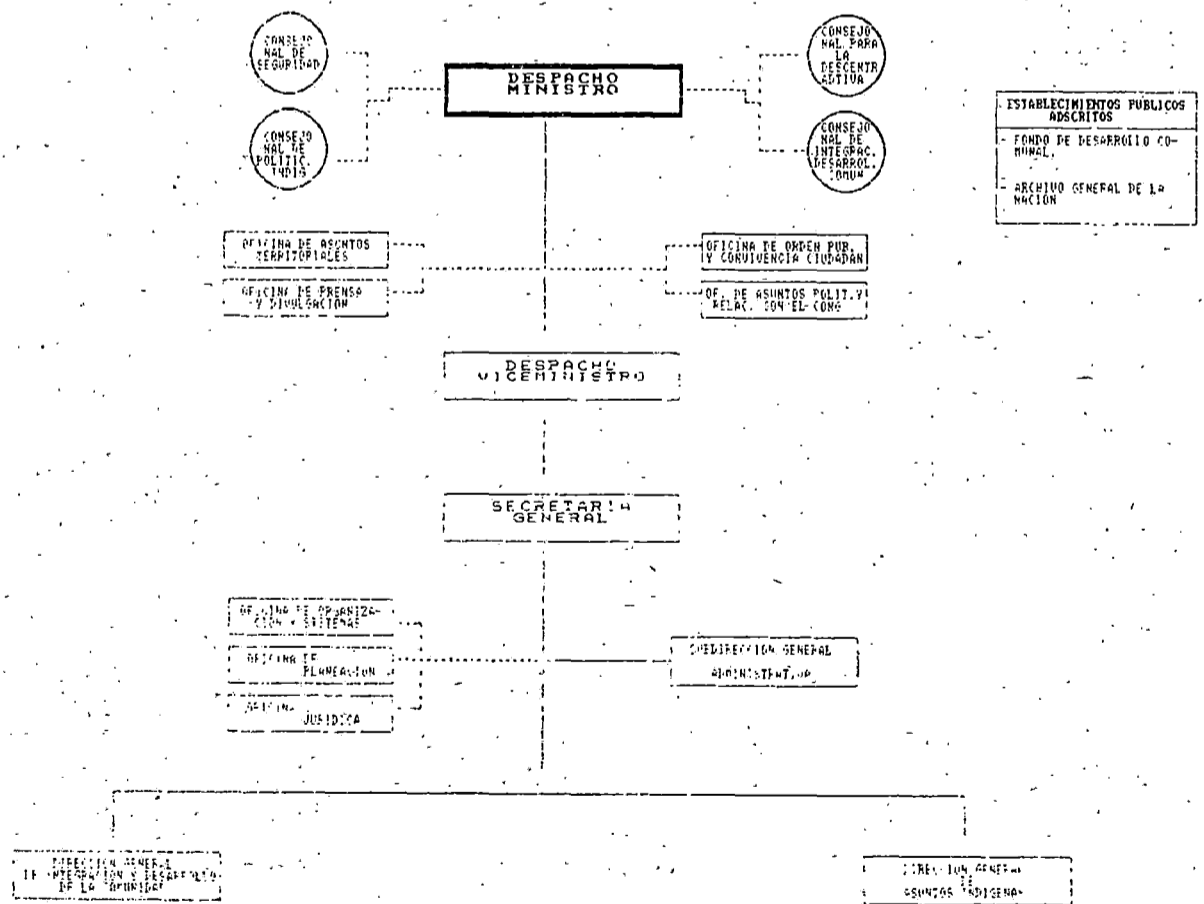 CONSEJO
NAL DE
SEGURIDAD
DESPACHO
MINISTRO
CONSEJO
NAL. PARA
LA
DESCENTR
ADTIVA
CONSEJO
NAL DE
POLITIC.
INDIG
CONSEJO
NAL DE
INTEGRAC.
DESARROL.
COMUN
ESTABLECIMIENTOS PUBLICOS
ADSCRITOS
- FONDO DE DESARROLLO CO-
MUNAL.
- ARCHIVO GENERAL DE LA
NACION
OFICINA DE ASUNTOS
TERRITORIALES
OFICINA DE ORDEN PUB.
Y CONVIVENCIA CIUDADAN
OFICINA DE PRENSA
Y DIVULGACION
OF. DE ASUNTOS POLIT.Y
RELAC. CON EL CONG
DESPACHO
VICEMINISTRO
SECRETARIA
GENERAL
OFICINA DE ORGANIZA-
CION Y SISTEMAS
OFICINA DE
PLANEACION
OFICINA
JURIDICA
SUBDIRECCION GENERAL
ADMINISTRATIVA
DIRECCION GENERAL
DE INTEGRACION Y DESARROLLO
DE LA COMUNIDAD
DIRECCION GENERAL
DE
ASUNTOS INDIGENAS